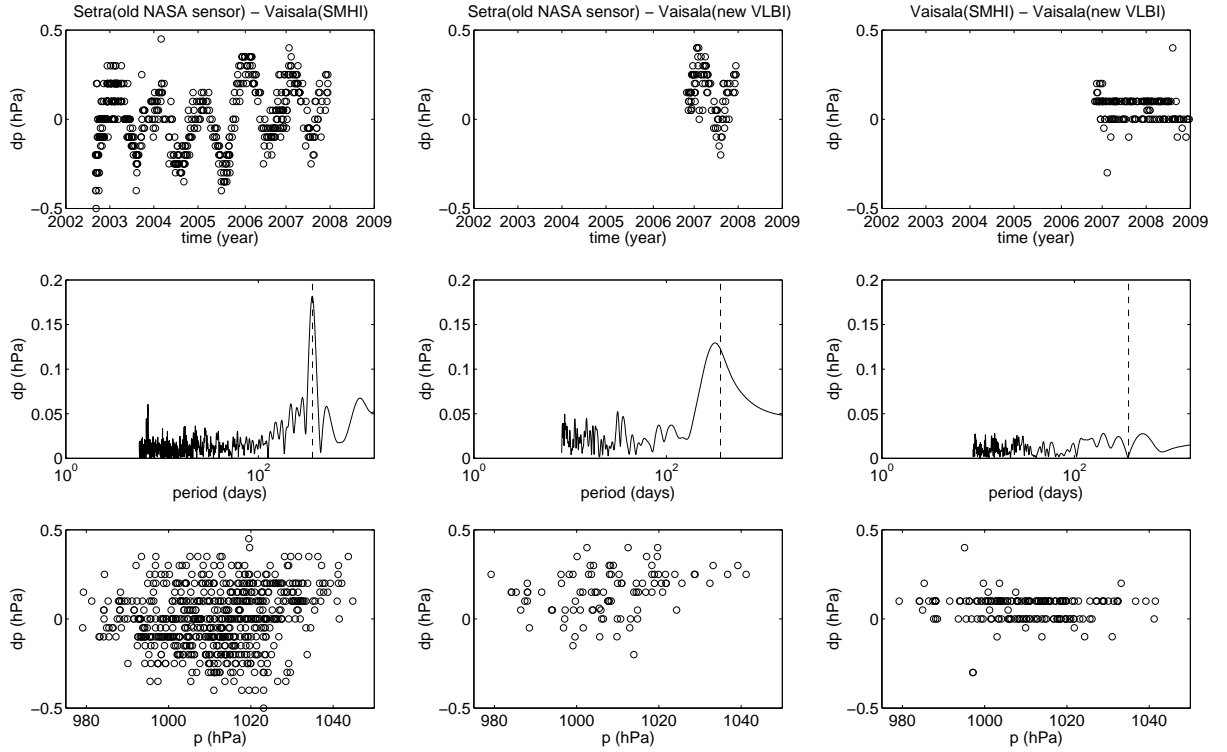 Setra(old NASA sensor) − Vaisala(SMHI)
0.5
0
−0.5
dp (hPa)
2002 2003 2004 2005 2006 2007 2008 2009
time (year)
Setra(old NASA sensor) − Vaisala(new VLBI)
0.5
0
−0.5
dp (hPa)
2002 2003 2004 2005 2006 2007 2008 2009
time (year)
Vaisala(SMHI) − Vaisala(new VLBI)
0.5
0
−0.5
dp (hPa)
2002 2003 2004 2005 2006 2007 2008 2009
time (year)
0.2
0.15
0.1
0.05
0
dp (hPa)
10^0 10^2
period (days)
0.2
0.15
0.1
0.05
0
dp (hPa)
10^0 10^2
period (days)
0.2
0.15
0.1
0.05
0
dp (hPa)
10^0 10^2
period (days)
0.5
0
−0.5
dp (hPa)
980 1000 1020 1040
p (hPa)
0.5
0
−0.5
dp (hPa)
980 1000 1020 1040
p (hPa)
0.5
0
−0.5
dp (hPa)
980 1000 1020 1040
p (hPa)